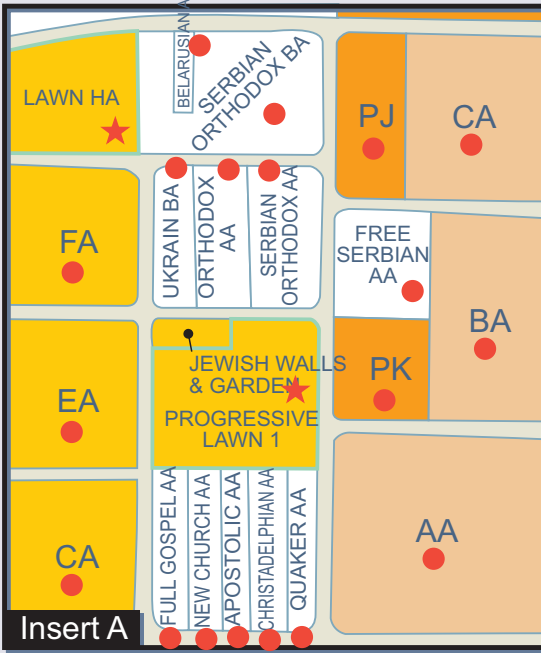 BELARUSIAN A
SERBIAN
ORTHODOX BA
LAWN HA
PJ
CA
UKRAIN BA
ORTHODOX
AA
SERBIAN
ORTHODOX AA
FA
FREE
SERBIAN
AA
BA
JEWISH WALLS
& GARDEN
PROGRESSIVE
LAWN 1
PK
EA
FULL GOSPEL AA
NEW CHURCH AA
APOSTOLIC AA
CHRISTADELPHIAN AA
QUAKER AA
AA
CA
Insert A